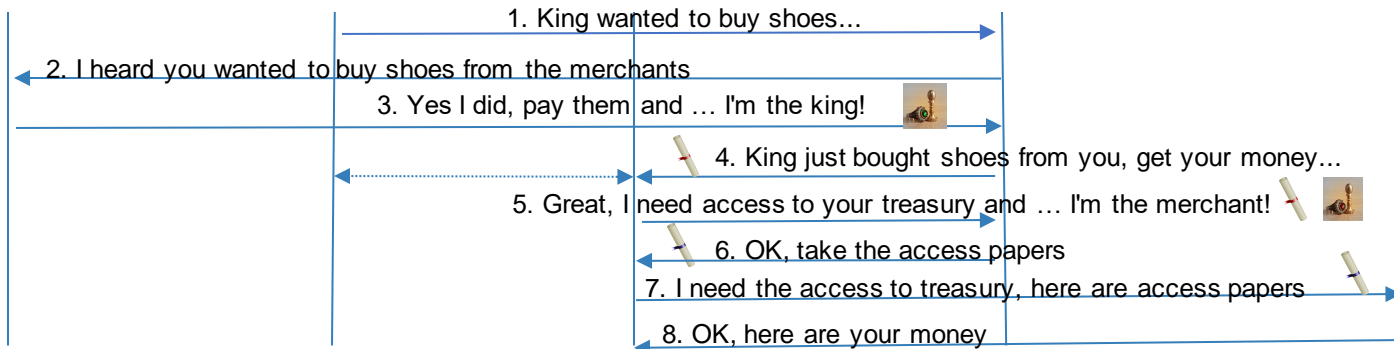 1. King wanted to buy shoes…
2. I heard you wanted to buy shoes from the merchants
3. Yes I did, pay them and … I'm the king!
4. King just bought shoes from you, get your money…
5. Great, I need access to your treasury and … I'm the merchant!
6. OK, take the access papers
7. I need the access to treasury, here are access papers
8. OK, here are your money